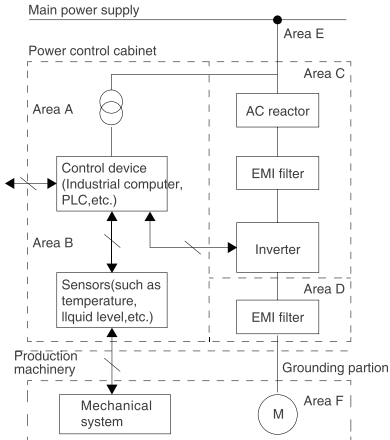 Main power supply
Area E
Power control cabinet
Area C
Area A
AC reactor
Control device
(Industrial computer,
PLC,etc.)
EMI filter
Area B
Inverter
Sensors(such as
temperature,
llquid level,etc.)
Area D
EMI filter
Production
machinery
Grounding partion
Mechanical
system
M
Area F